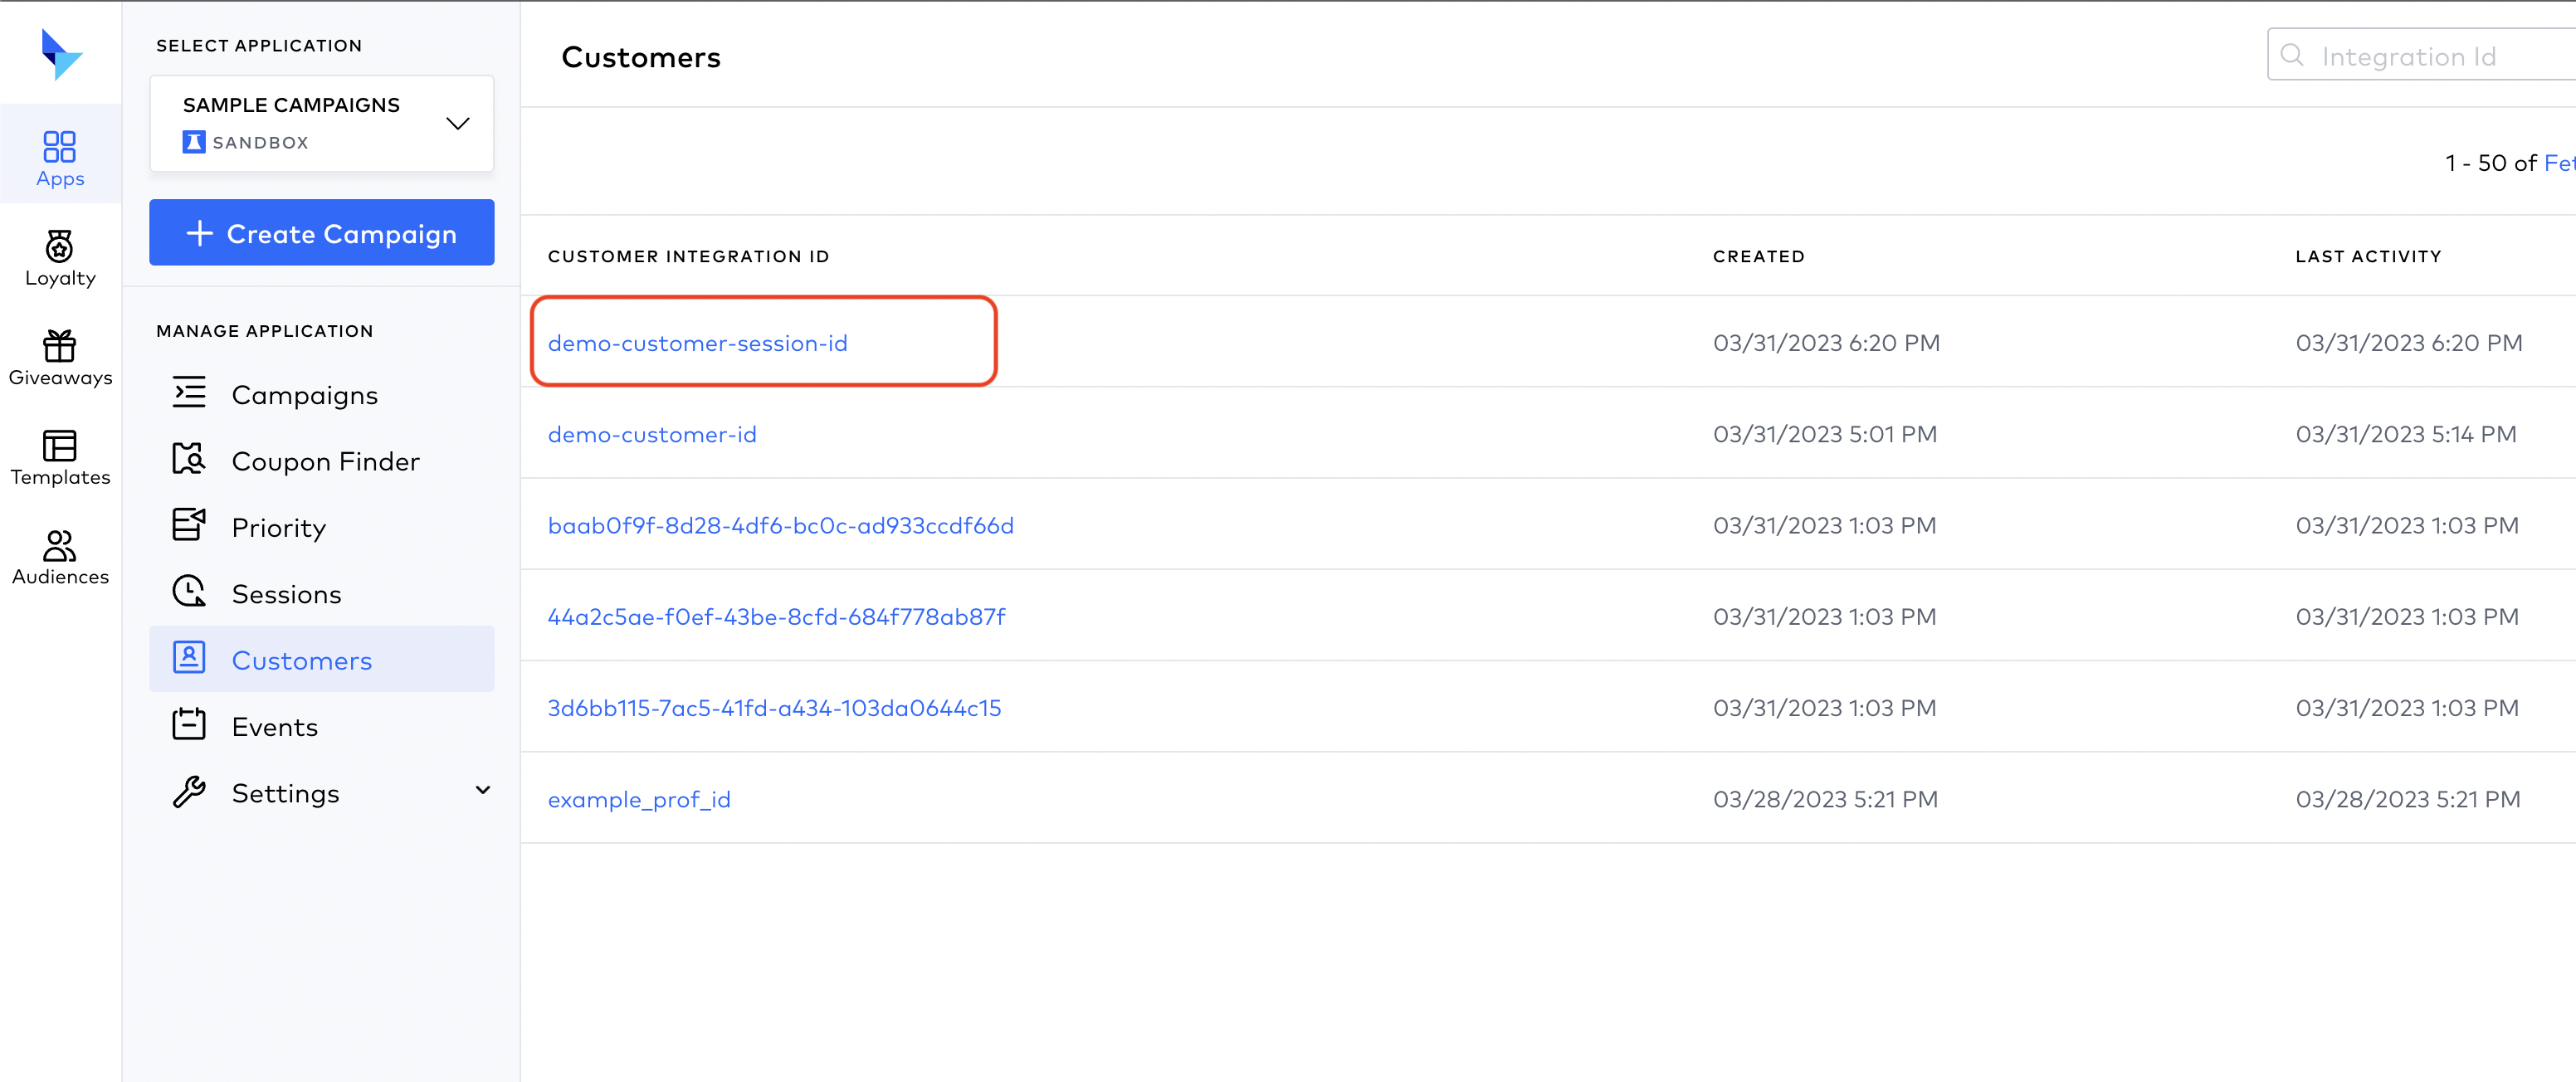 SELECT APPLICATION
SAMPLE CAMPAIGNS
SANDBOX
Create Campaign
MANAGE APPLICATION
Campaigns
Coupon Finder
Priority
Sessions
Customers
Events
Settings
Apps
Loyalty
Giveaways
Templates
Audiences
Customers
Integration Id
1 - 50 of Fet
CUSTOMER INTEGRATION ID CREATED LAST ACTIVITY
demo-customer-session-id 03/31/2023 6:20 PM 03/31/2023 6:20 PM
demo-customer-id 03/31/2023 5:01 PM 03/31/2023 5:14 PM
baab0f9f-8d28-4df6-bc0c-ad933ccdf66d 03/31/2023 1:03 PM 03/31/2023 1:03 PM
44a2c5ae-f0ef-43be-8cfd-684f778ab87f 03/31/2023 1:03 PM 03/31/2023 1:03 PM
3d6bb115-7ac5-41fd-a434-103da0644c15 03/31/2023 1:03 PM 03/31/2023 1:03 PM
example_prof_id 03/28/2023 5:21 PM 03/28/2023 5:21 PM